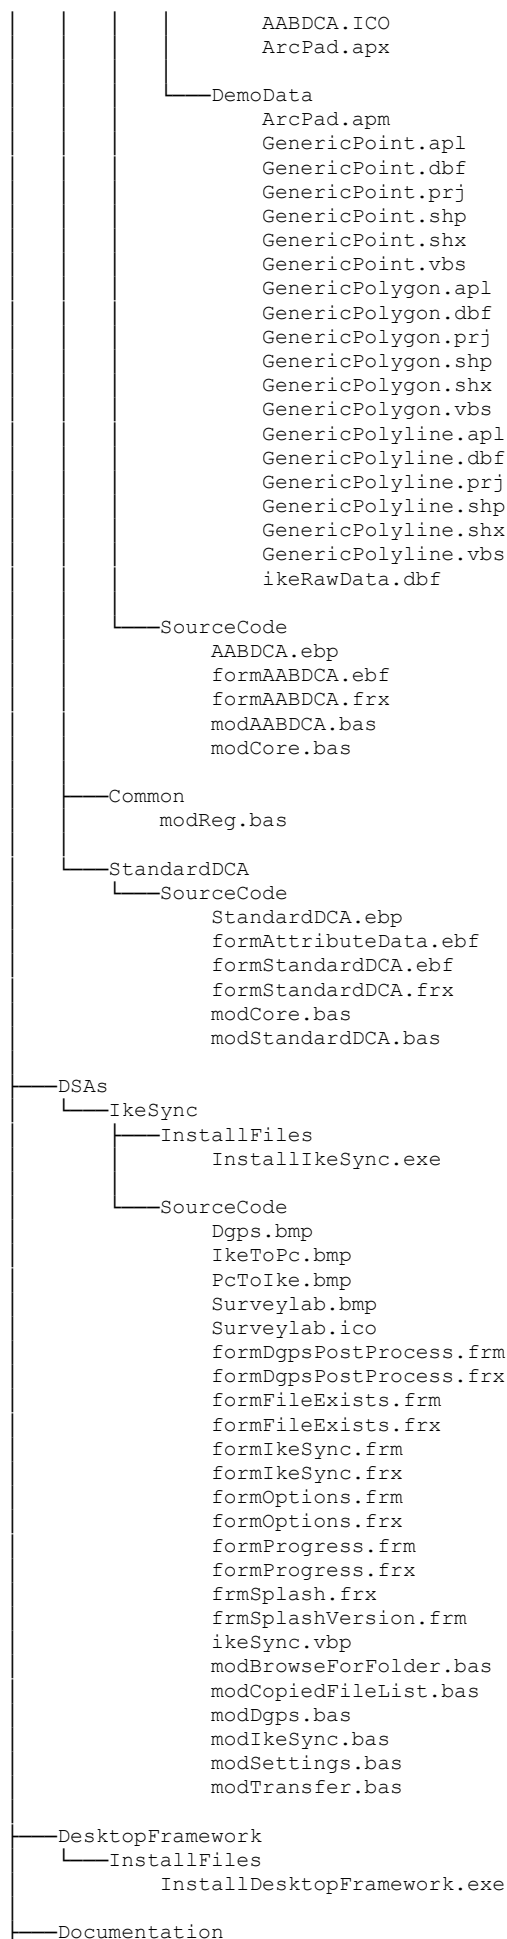 AABDCA.ICO
ArcPad.apx
DemoData
ArcPad.apm
GenericPoint.apl
GenericPoint.dbf
GenericPoint.prj
GenericPoint.shp
GenericPoint.shx
GenericPoint.vbs
GenericPolygon.apl
GenericPolygon.dbf
GenericPolygon.prj
GenericPolygon.shp
GenericPolygon.shx
GenericPolygon.vbs
GenericPolyline.apl
GenericPolyline.dbf
GenericPolyline.prj
GenericPolyline.shp
GenericPolyline.shx
GenericPolyline.vbs
ikeRawData.dbf
SourceCode
AABDCA.ebp
formAABDCA.ebf
formAABDCA.frx
modAABDCA.bas
modCore.bas
Common
modReg.bas
StandardDCA
SourceCode
StandardDCA.ebp
formAttributeData.ebf
formStandardDCA.ebf
formStandardDCA.frx
modCore.bas
modStandardDCA.bas
DSAs
IkeSync
InstallFiles
InstallIkeSync.exe
SourceCode
Dgps.bmp
IkeToPc.bmp
PcToIke.bmp
Surveylab.bmp
Surveylab.ico
formDgpsPostProcess.frm
formDgpsPostProcess.frx
formFileExists.frm
formFileExists.frx
formIkeSync.frm
formIkeSync.frx
formOptions.frm
formOptions.frx
formProgress.frm
formProgress.frx
frmSplash.frx
frmSplashVersion.frm
ikeSync.vbp
modBrowseForFolder.bas
modCopiedFileList.bas
modDgps.bas
modIkeSync.bas
modSettings.bas
modTransfer.bas
DesktopFramework
InstallFiles
InstallDesktopFramework.exe
Documentation